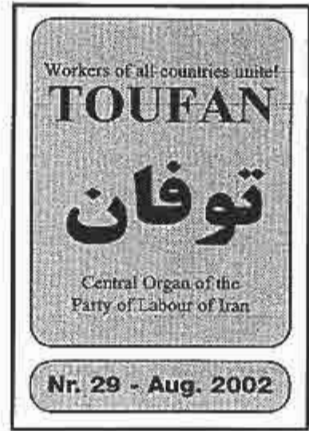 Workers of all countries unite!
TOUFAN
توفان
Central Organ of the
Party of Labour of Iran
Nr. 29 - Aug. 2002